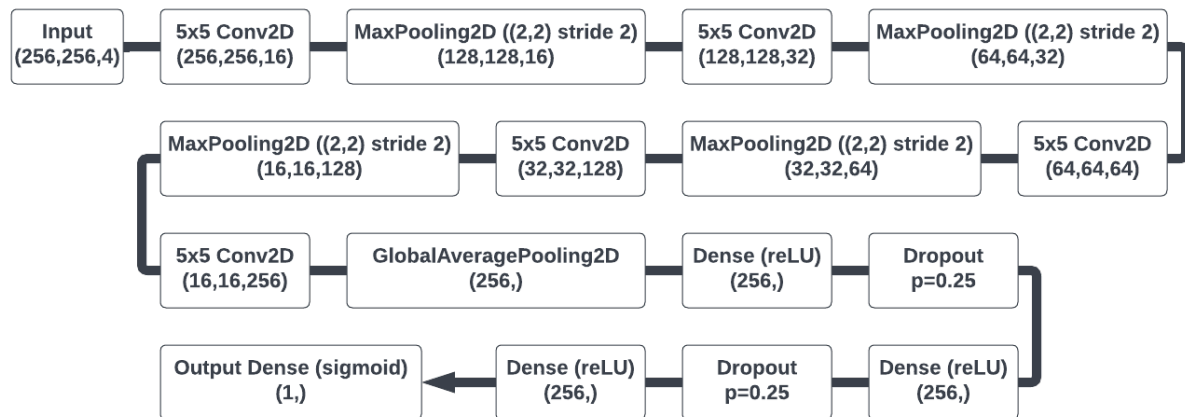 Input
(256,256,4)
5x5 Conv2D
(256,256,16)
MaxPooling2D ((2,2) stride 2)
(128,128,16)
5x5 Conv2D
(128,128,32)
MaxPooling2D ((2,2) stride 2)
(64,64,32)
5x5 Conv2D
(64,64,64)
MaxPooling2D ((2,2) stride 2)
(32,32,64)
5x5 Conv2D
(32,32,128)
MaxPooling2D ((2,2) stride 2)
(16,16,128)
5x5 Conv2D
(16,16,256)
GlobalAveragePooling2D
(256,)
Dense (reLU)
(256,)
Dropout
p=0.25
Dense (reLU)
(256,)
Dropout
p=0.25
Dense (reLU)
(256,)
Output Dense (sigmoid)
(1,)